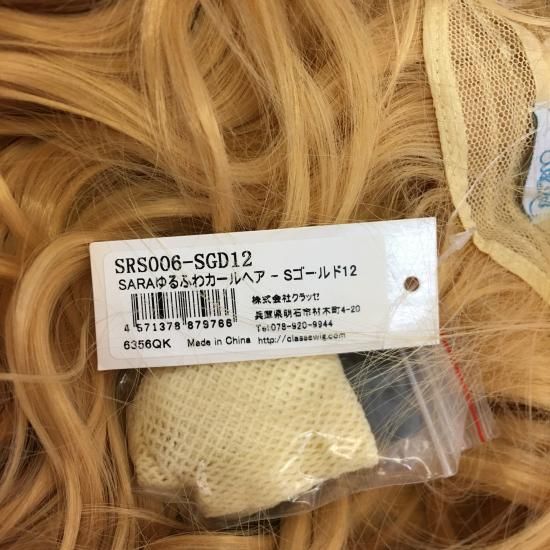 SRS006-SGD12
SARAゆるふわカールヘア - Sゴールド12
4 571378 879766
株式会社クラッセ
兵庫県明石市材木町4-20
Tel:078-920-9944
6356QK Made in China http://classewig.com/